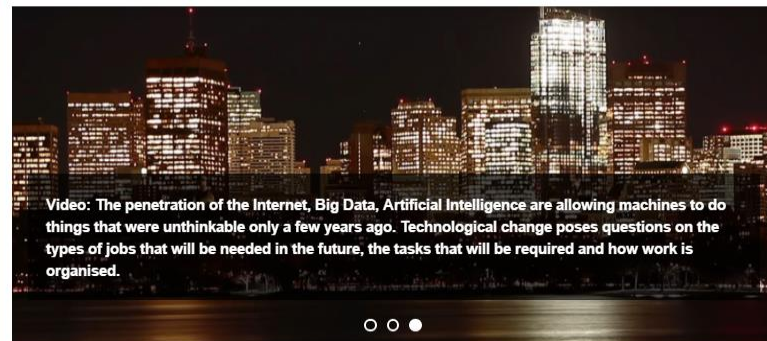 Video: The penetration of the Internet, Big Data, Artificial Intelligence are allowing machines to do
things that were unthinkable only a few years ago. Technological change poses questions on the
types of jobs that will be needed in the future, the tasks that will be required and how work is
organised.